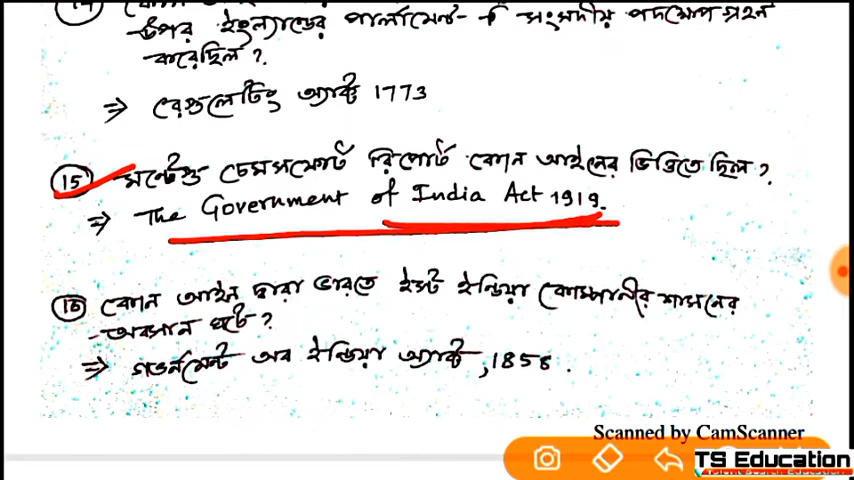 উপর ইংল্যান্ডের পার্লামেন্ট সংসদীয় পদক্ষেপ গ্রহন
করেছিল?
⇒ রেগুলেটিং অ্যাক্ট 1773
15 মন্টেগু চেমসফোর্ট রিপোর্ট কোন আইনের ভিত্তিতে ছিল?
⇒ The Government of India Act 1919.
16 কোন আইন দ্বারা ভারতে ইস্ট ইন্ডিয়া কোম্পানীর শাসনের
অবসান ঘটে?
⇒ গভর্নমেন্ট অব ইন্ডিয়া অ্যাক্ট, 1858.
Scanned by CamScanner
TS Education